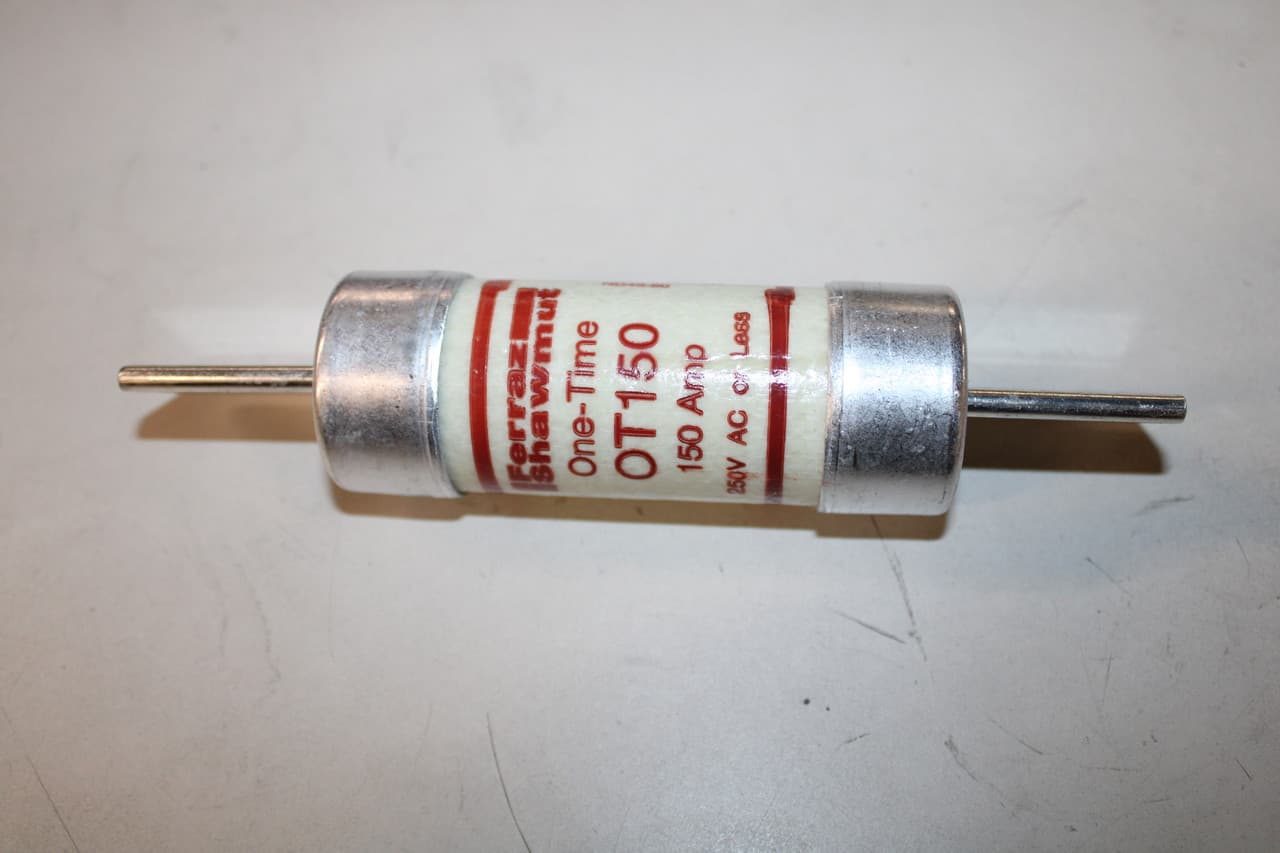 Ferraz
Shawmut
One-Time
OT150
150 Amp
250V AC or Less